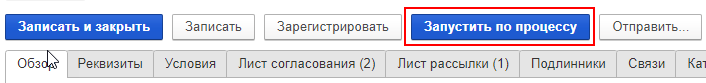 Записать и закрыть Записать Зарегистрировать Запустить по процессу Отправить...
Обзор Реквизиты Условия Лист согласования (2) Лист рассылки (1) Подлинники Связи Кат